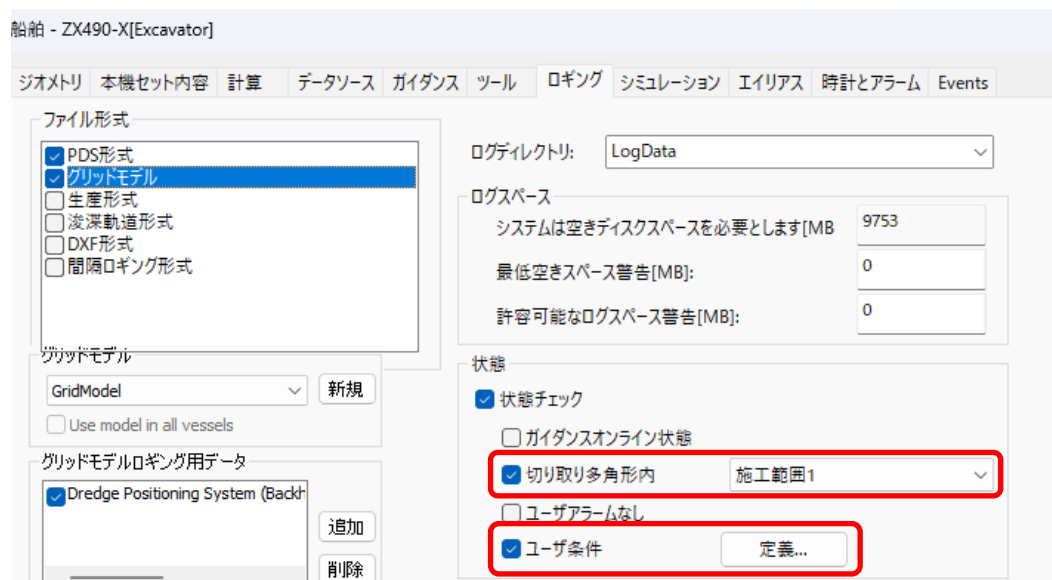 船舶 - ZX490-X[Excavator]
ジオメトリ 本機セット内容 計算 データソース ガイダンス ツール ロギング シミュレーション エイリアス 時計とアラーム Events
ファイル形式
PDS形式
グリッドモデル
生産形式
浚渫軌道形式
DXF形式
間隔ロギング形式
グリッドモデル
GridModel 新規
Use model in all vessels
グリッドモデルロギング用データ
Dredge Positioning System (Backh
追加
削除
ログディレクトリ: LogData
ログスペース
システムは空きディスクスペースを必要とします[MB 9753
最低空きスペース警告[MB]: 0
許容可能なログスペース警告[MB]: 0
状態
状態チェック
ガイダンスオンライン状態
切り取り多角形内 施工範囲1
ユーザアラームなし
ユーザ条件 定義...